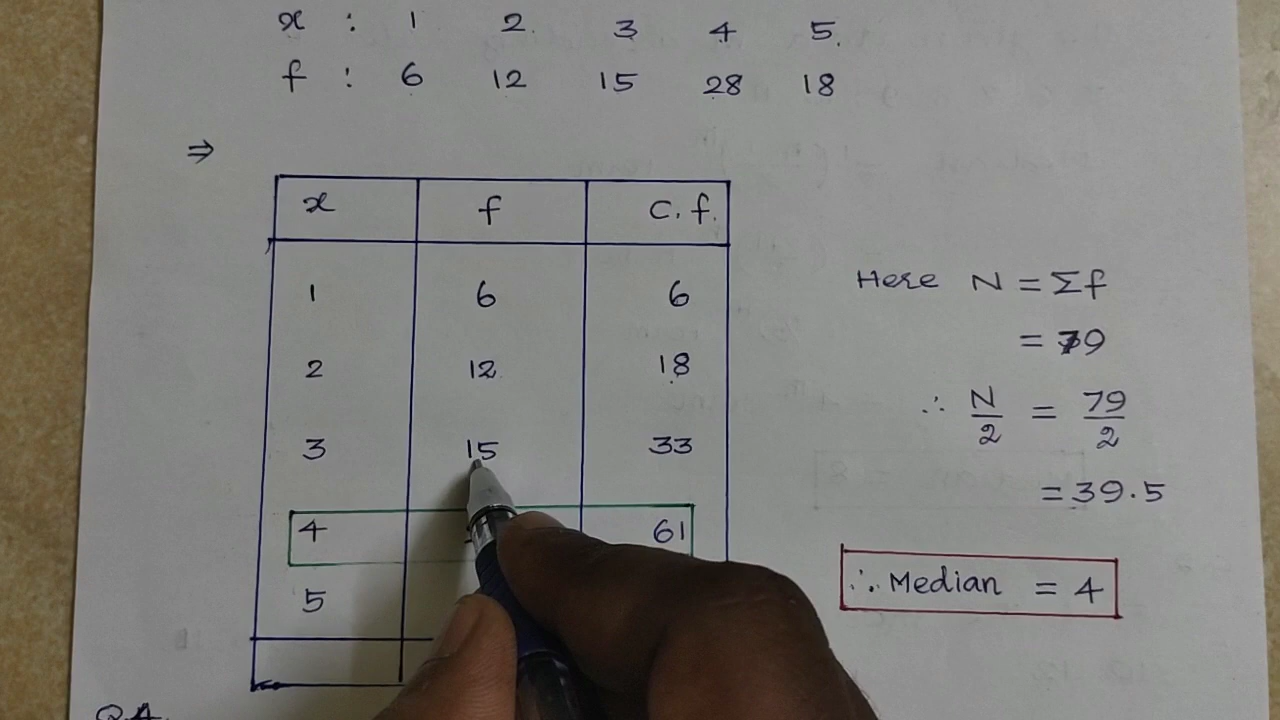 x : 1 2. 3 4 5.
f : 6 12 15 28 18
⇒
x f C.f.
1 6 6
2 12 18
3 15 33
4 61
5
Here N = Σf
= 79
∴ N/2 = 79/2
= 39.5
∴ Median = 4
Q.4.